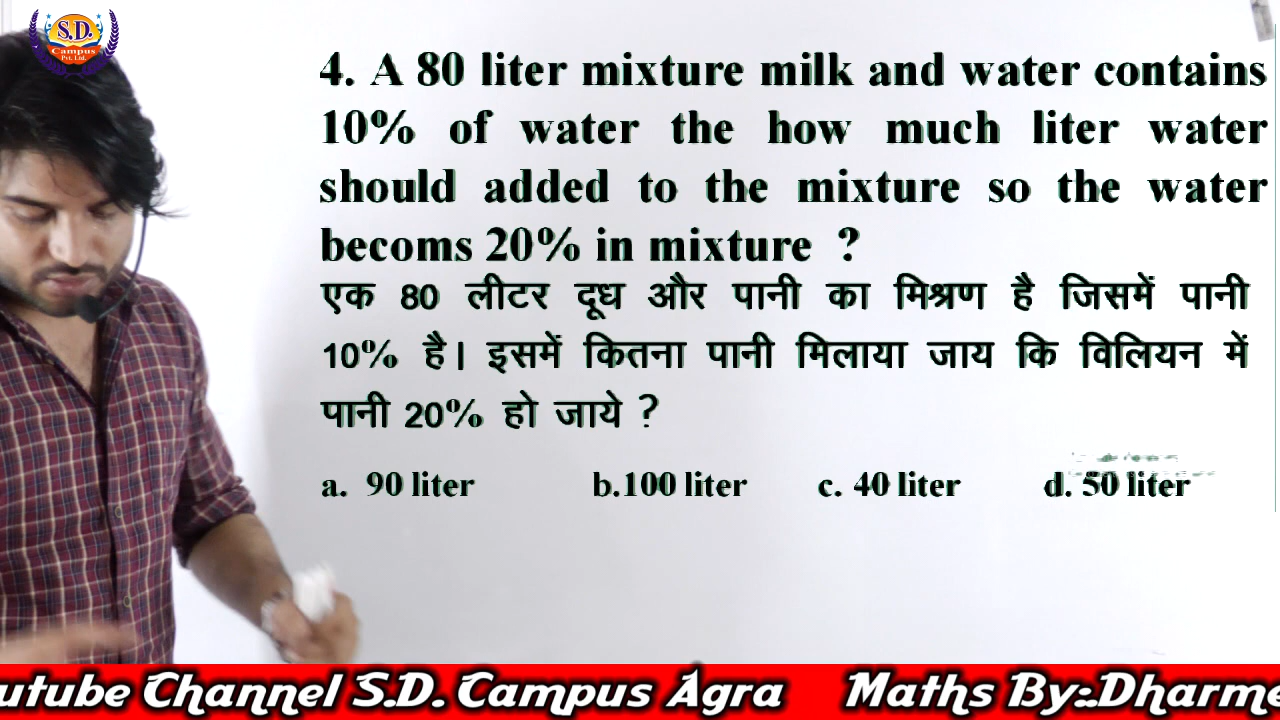 S.D.
Campus
Pvt. Ltd.
4. A 80 liter mixture milk and water contains
10% of water the how much liter water
should added to the mixture so the water
becoms 20% in mixture ?
एक 80 लीटर दूध और पानी का मिश्रण है जिसमें पानी
10% है। इसमें कितना पानी मिलाया जाय कि विलियन में
पानी 20% हो जाये ?
a. 90 liter b.100 liter c. 40 liter d. 50 liter
utube Channel S.D. Campus Agra Maths By:.Dharme